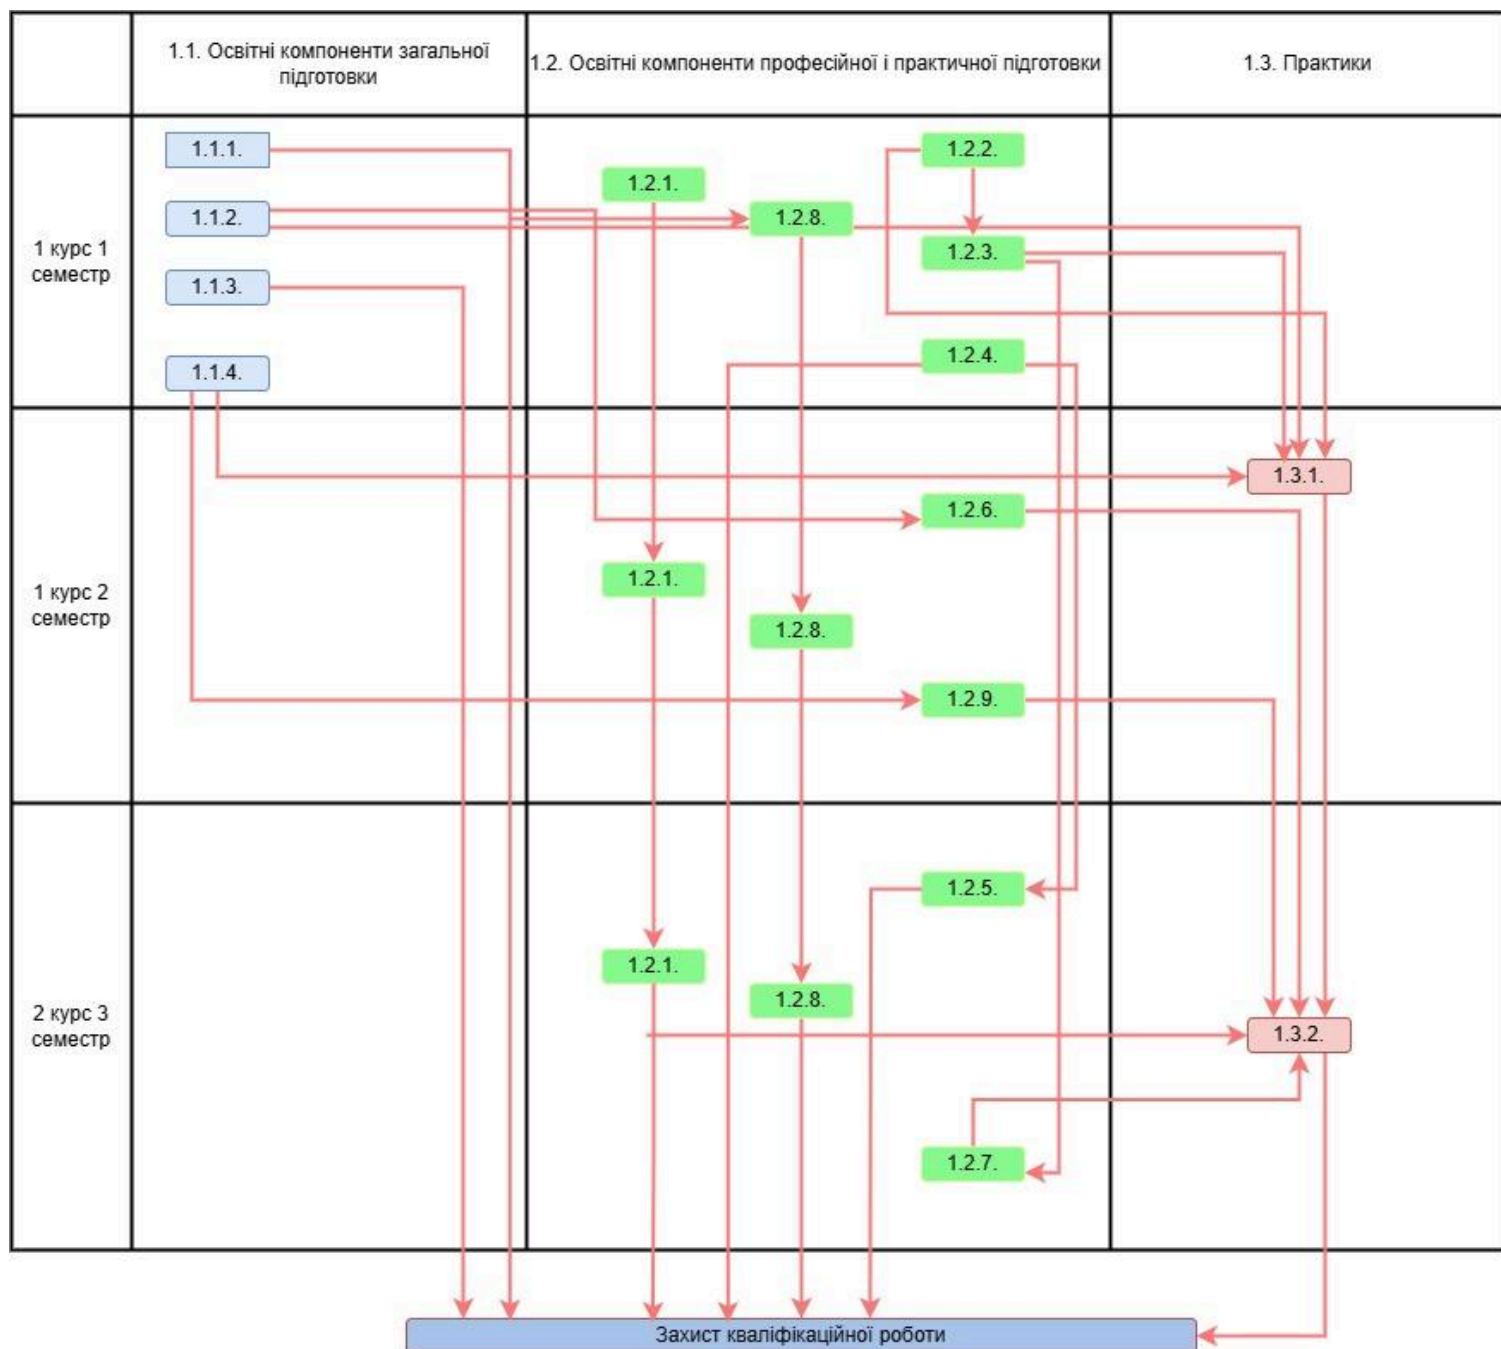 1.1. Освітні компоненти загальної
підготовки
1.2. Освітні компоненти професійної і практичної підготовки
1.3. Практики
1 курс 1
семестр
1.1.1.
1.2.2.
1.2.1.
1.1.2.
1.2.8.
1.2.3.
1.1.3.
1.2.4.
1.1.4.
1 курс 2
семестр
1.3.1.
1.2.6.
1.2.1.
1.2.8.
1.2.9.
2 курс 3
семестр
1.2.5.
1.2.1.
1.2.8.
1.3.2.
1.2.7.
Захист кваліфікаційної роботи